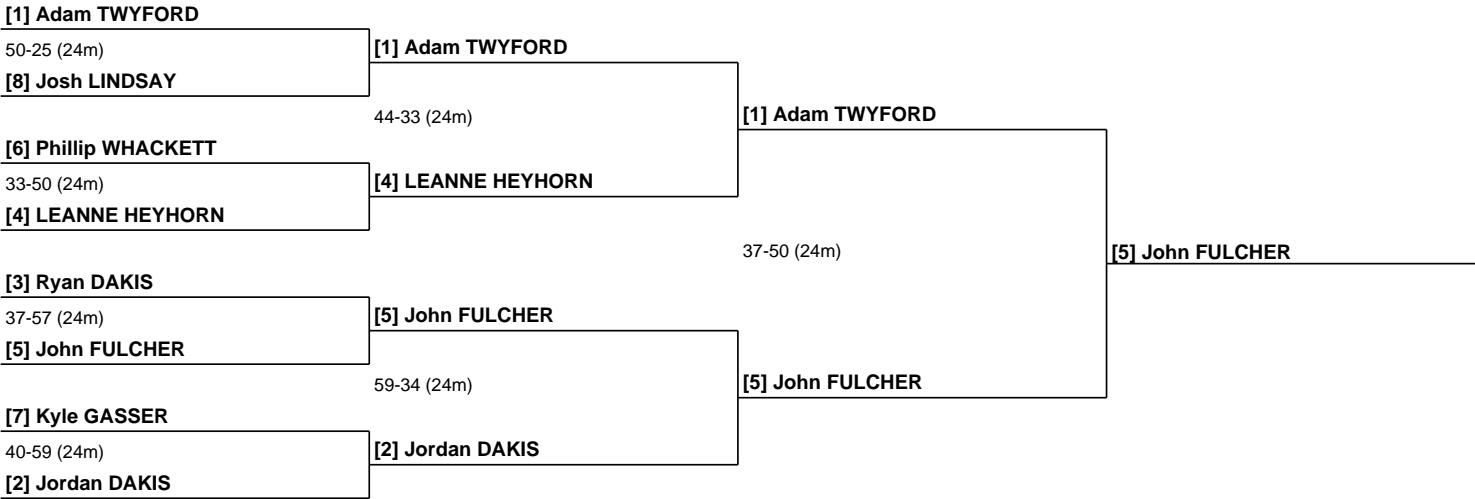 [1] Adam TWYFORD
50-25 (24m)
[8] Josh LINDSAY
[6] Phillip WHACKETT
33-50 (24m)
[4] LEANNE HEYHORN
[3] Ryan DAKIS
37-57 (24m)
[5] John FULCHER
[7] Kyle GASSER
40-59 (24m)
[2] Jordan DAKIS
[1] Adam TWYFORD
44-33 (24m)
[4] LEANNE HEYHORN
[5] John FULCHER
59-34 (24m)
[2] Jordan DAKIS
[1] Adam TWYFORD
37-50 (24m)
[5] John FULCHER
[5] John FULCHER